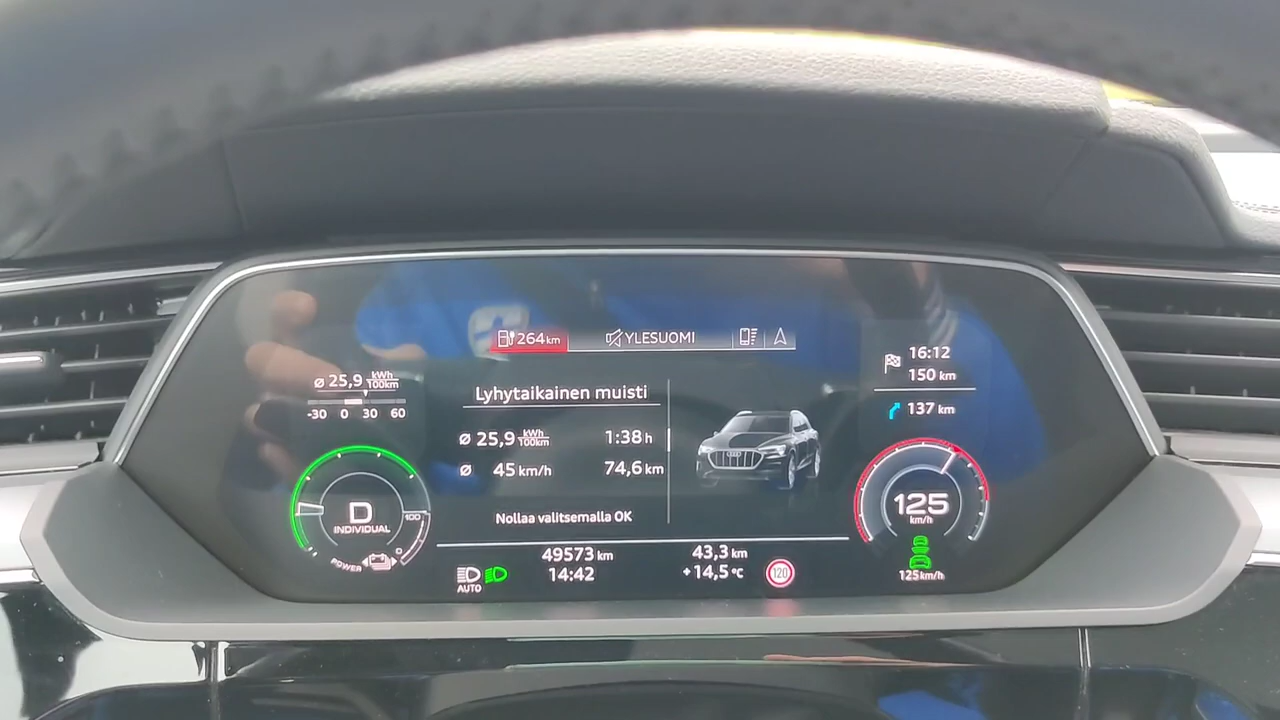 264 km
YLESUOMI
16:12
150 km
137 km
Ø 25,9 kWh/100km
-30 0 30 60
Lyhytaikainen muisti
Ø 25,9 kWh/100km 1:38 h
Ø 45 km/h 74,6 km
Nollaa valitsemalla OK
D
INDIVIDUAL
100
0
POWER
125
km/h
125 km/h
AUTO
49573 km 43,3 km
14:42 +14,5 °C
120